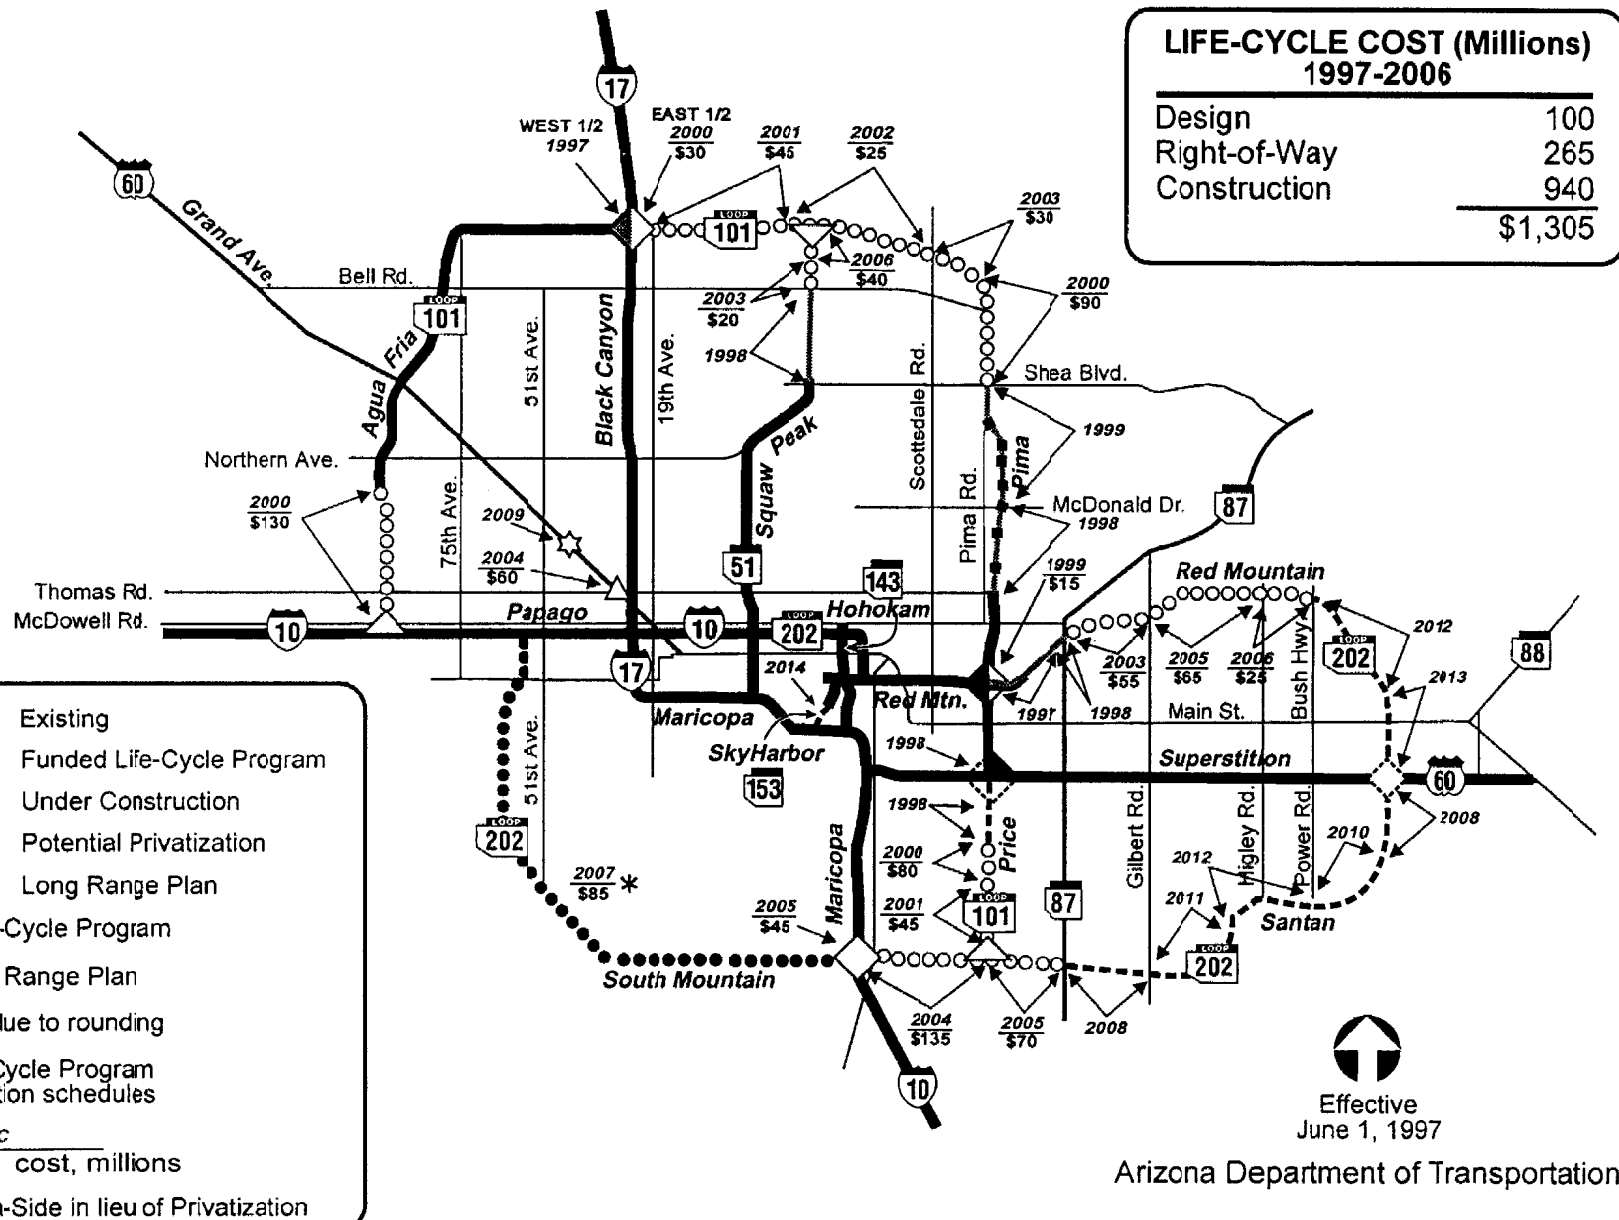 LIFE-CYCLE COST (Millions)
1997-2006
Design 100
Right-of-Way 265
Construction 940
$1,305
17
WEST 1/2
1997
EAST 1/2
2000
$30
2001
$45
2002
$25
2003
$30
60
Grand Ave.
LOOP
101
2006
$40
Bell Rd.
2003
$20
2000
$90
LOOP
101
Agua Fria
51st Ave.
Black Canyon
19th Ave.
1998
Scottsdale Rd.
Shea Blvd.
Squaw Peak
1999
Pima
Northern Ave.
2000
$130
75th Ave.
2009
Pima Rd.
McDonald Dr.
1998
87
2004
$60
51
143
1999
$15
Red Mountain
Thomas Rd.
McDowell Rd.
Papago
Hohokam
10
10
LOOP
202
2012
LOOP
202
88
17
2014
Red Mtn.
2003
$55
2005
$65
2006
$25
Bush Hwy
2013
Maricopa
1997
1998
Main St.
SkyHarbor
153
1998
Superstition
60
51st Ave.
1998
Price
Gilbert Rd.
Higley Rd.
Power Rd.
2008
2010
LOOP
202
2000
$80
2012
2007
$85 *
Maricopa
2005
$45
2001
$45
LOOP
101
87
2011
Santan
LOOP
202
South Mountain
2004
$135
2005
$70
2008
10
Existing
Funded Life-Cycle Program
Under Construction
Potential Privatization
Long Range Plan
-Cycle Program
Range Plan
due to rounding
Cycle Program
tion schedules
c
cost, millions
-Side in lieu of Privatization
Effective
June 1, 1997
Arizona Department of Transportation